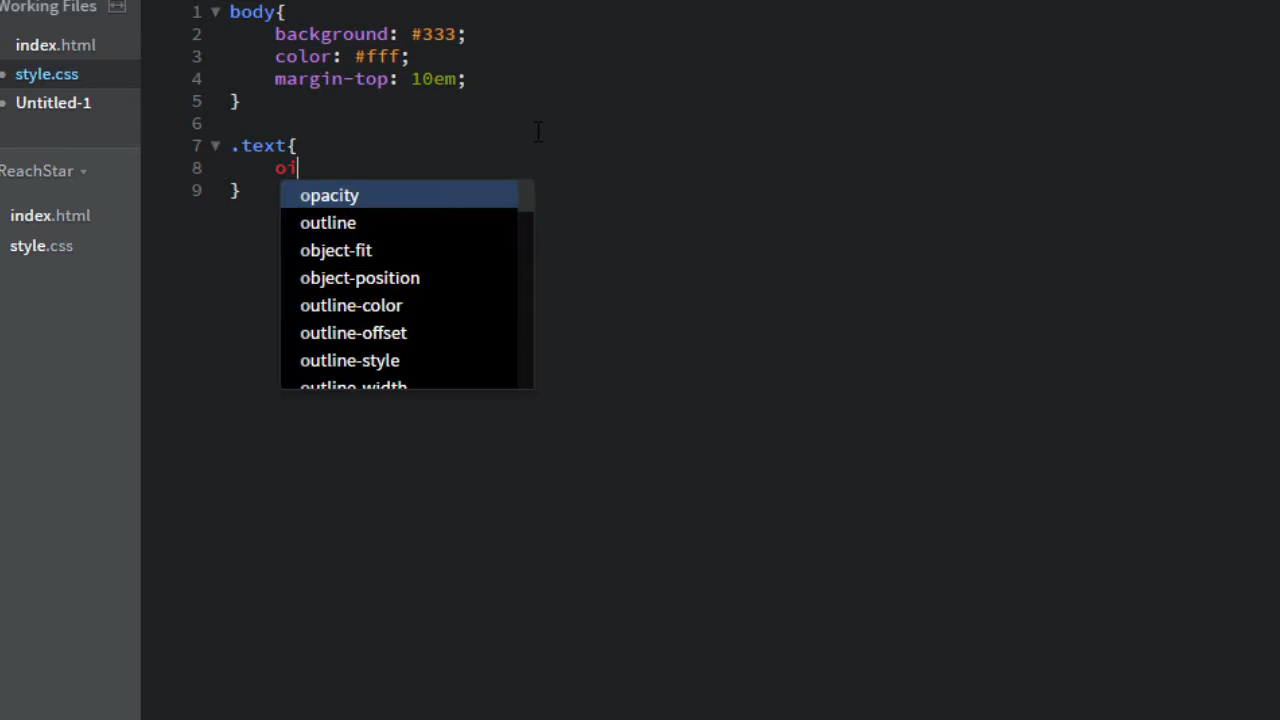 Working Files
index.html
style.css
Untitled-1
ReachStar
index.html
style.css
1 body{
2 background: #333;
3 color: #fff;
4 margin-top: 10em;
5 }
6
7 .text{
8 oi
9 }
opacity
outline
object-fit
object-position
outline-color
outline-offset
outline-style
outline-width